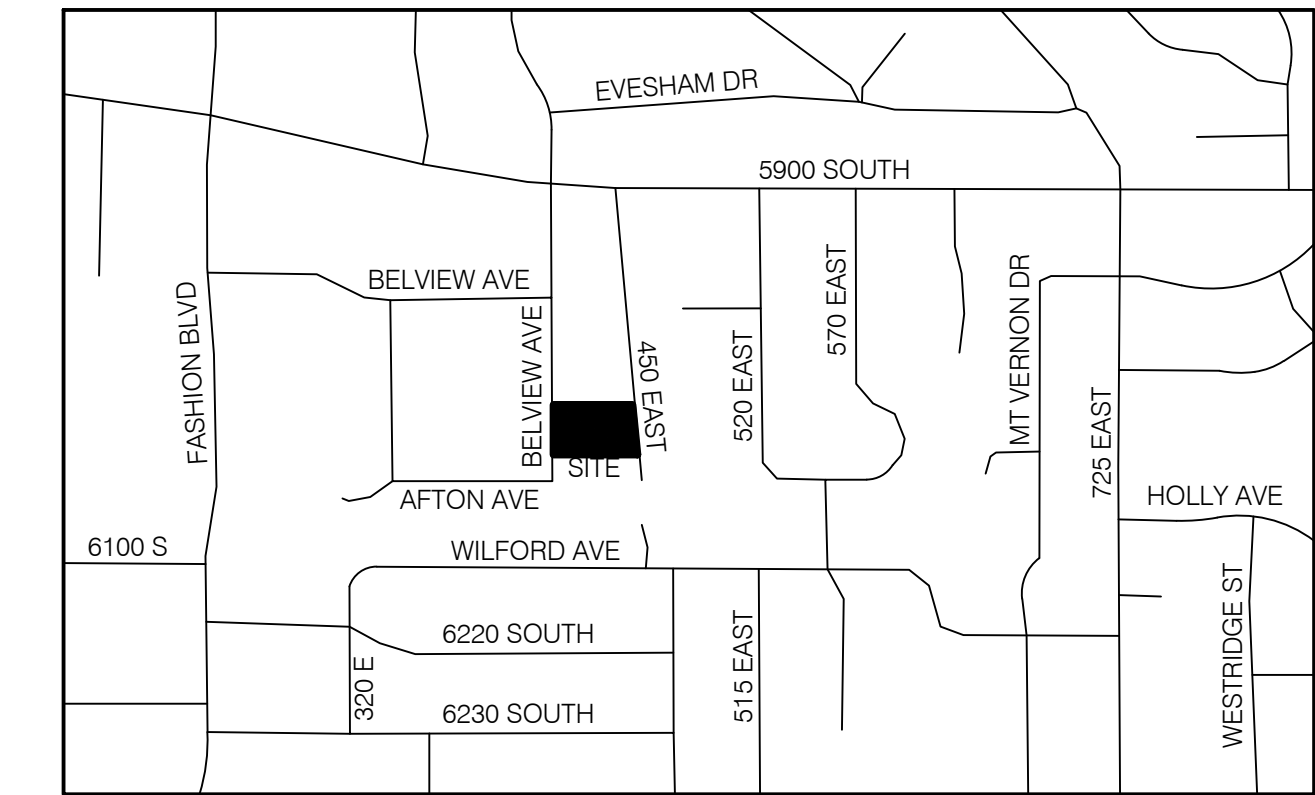 EVESHAM DR
5900 SOUTH
BELVIEW AVE
FASHION BLVD
BELVIEW AVE
450 EAST
520 EAST
570 EAST
MT VERNON DR
725 EAST
SITE
AFTON AVE
HOLLY AVE
6100 S
WILFORD AVE
6220 SOUTH
320 E
6230 SOUTH
515 EAST
WESTRIDGE ST